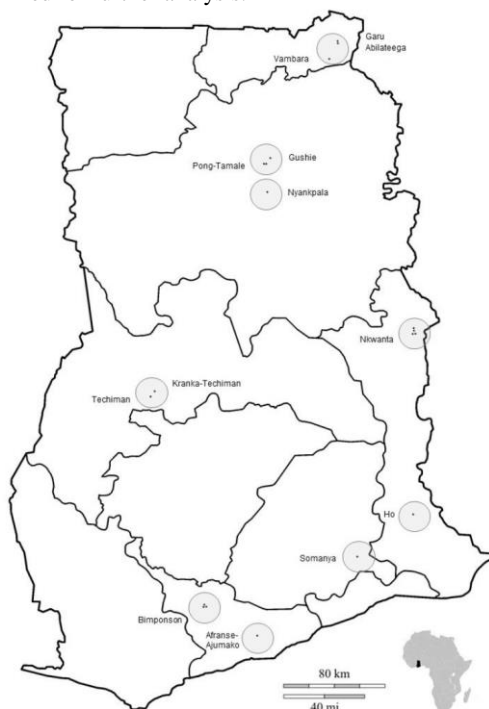 Garu
Abilateega
Vambara
Gushie
Pong-Tamale
Nyankpala
Nkwanta
Kranka-Techiman
Techiman
Ho
Somanya
Bimponson
Afranse-
Ajumako
80 km
40 mi